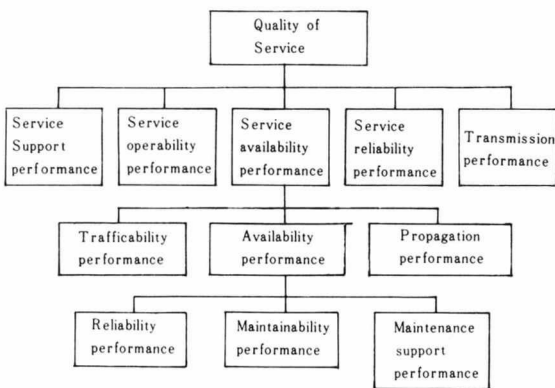 Quality of
Service
Service
Support
performance
Service
operability
performance
Service
availability
performance
Service
reliability
performance
Transmission
performance
Trafficability
performance
Availability
performance
Propagation
performance
Reliability
performance
Maintainability
performance
Maintenance
support
performance